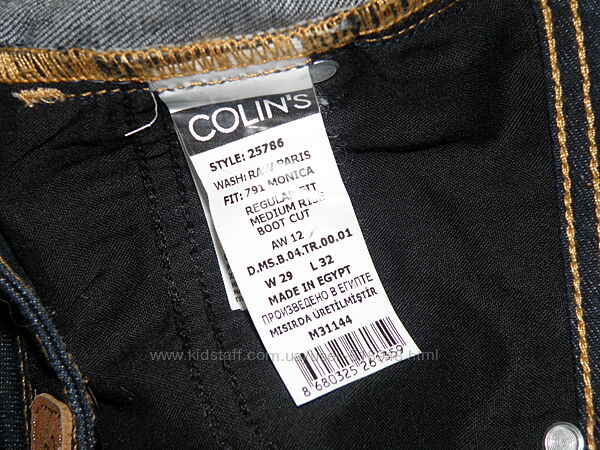 COLIN'S
STYLE: 25786
WASH: RAW PARIS
FIT: 791 MONICA
REGULAR FIT
MEDIUM RISE
BOOT CUT
AW 12
D.MS.B.04.TR.00.01
W 29 L 32
MADE IN EGYPT
ПРОИЗВЕДЕНО В ЕГИПТЕ
MISIRDA ÜRETİLMİŞTİR
M31144
8 680325
www.kidstaff.com.ua